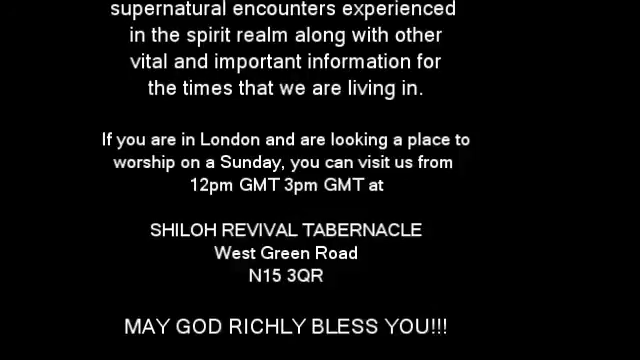 supernatural encounters experienced
in the spirit realm along with other
vital and important information for
the times that we are living in.
If you are in London and are looking a place to
worship on a Sunday, you can visit us from
12pm GMT 3pm GMT at
SHILOH REVIVAL TABERNACLE
West Green Road
N15 3QR
MAY GOD RICHLY BLESS YOU!!!